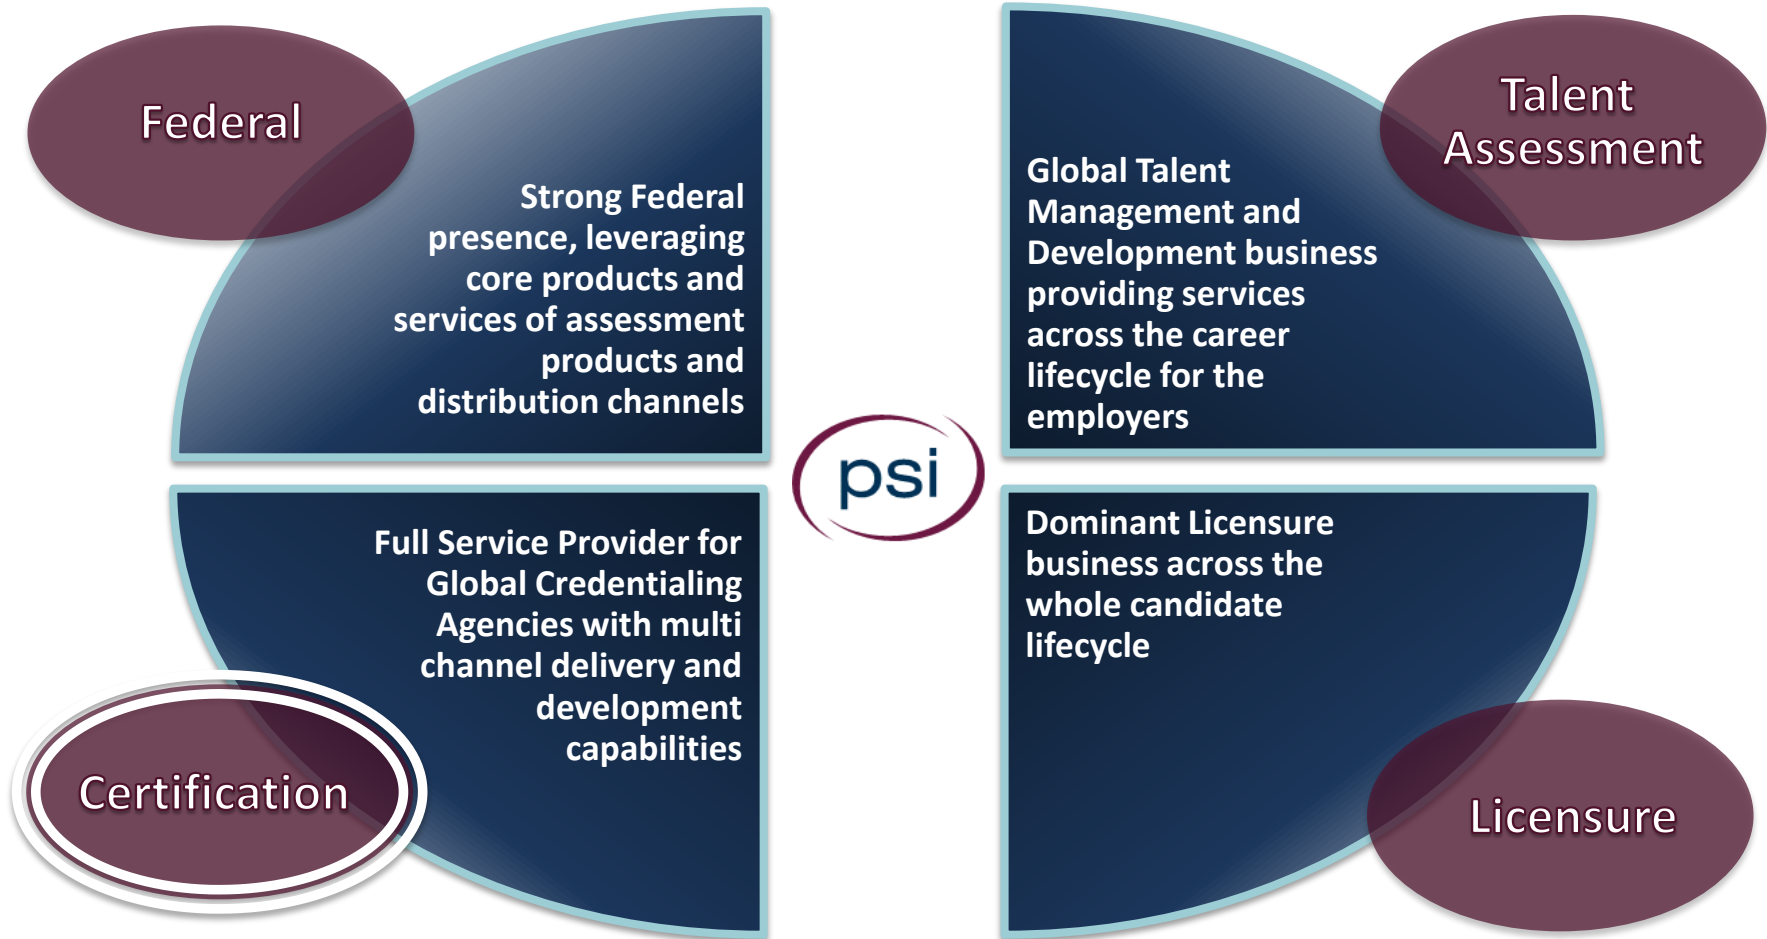 Federal
Strong Federal
presence, leveraging
core products and
services of assessment
products and
distribution channels
Talent
Assessment
Global Talent
Management and
Development business
providing services
across the career
lifecycle for the
employers
psi
Full Service Provider for
Global Credentialing
Agencies with multi
channel delivery and
development
capabilities
Certification
Dominant Licensure
business across the
whole candidate
lifecycle
Licensure